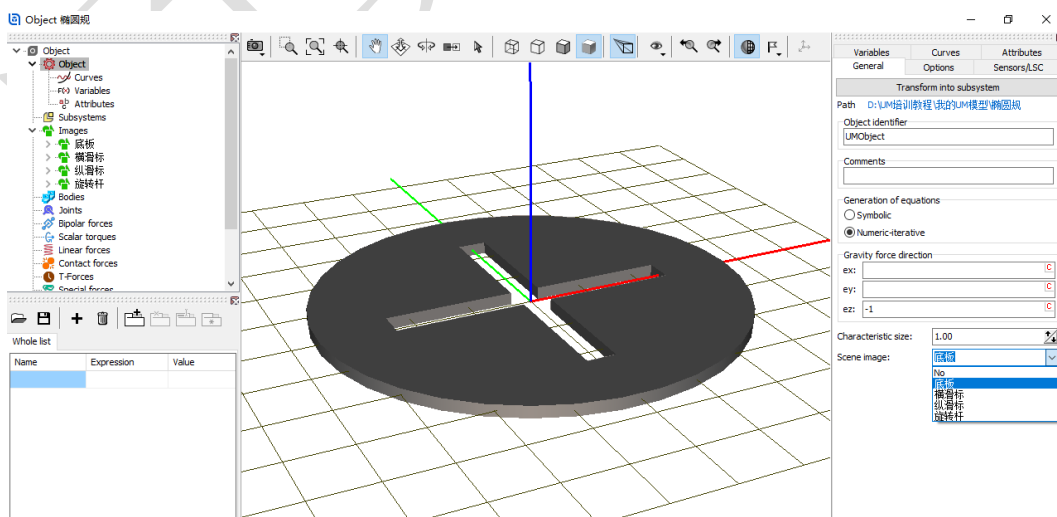 Object 椭圆规
Object
Object
Curves
Variables
Attributes
Subsystems
Images
底板
横滑标
纵滑标
旋转杆
Bodies
Joints
Bipolar forces
Scalar torques
Linear forces
Contact forces
T-Forces
Special forces
Whole list
Name Expression Value
Variables Curves Attributes
General Options Sensors/LSC
Transform into subsystem
Path D:\UM培训教程\我的UM模型\椭圆规
Object identifier
UMObject
Comments
Generation of equations
Symbolic
Numeric-iterative
Gravity force direction
ex: C
ey: C
ez: -1 C
Characteristic size: 1.00
Scene image: 底板
No
底板
横滑标
纵滑标
旋转杆